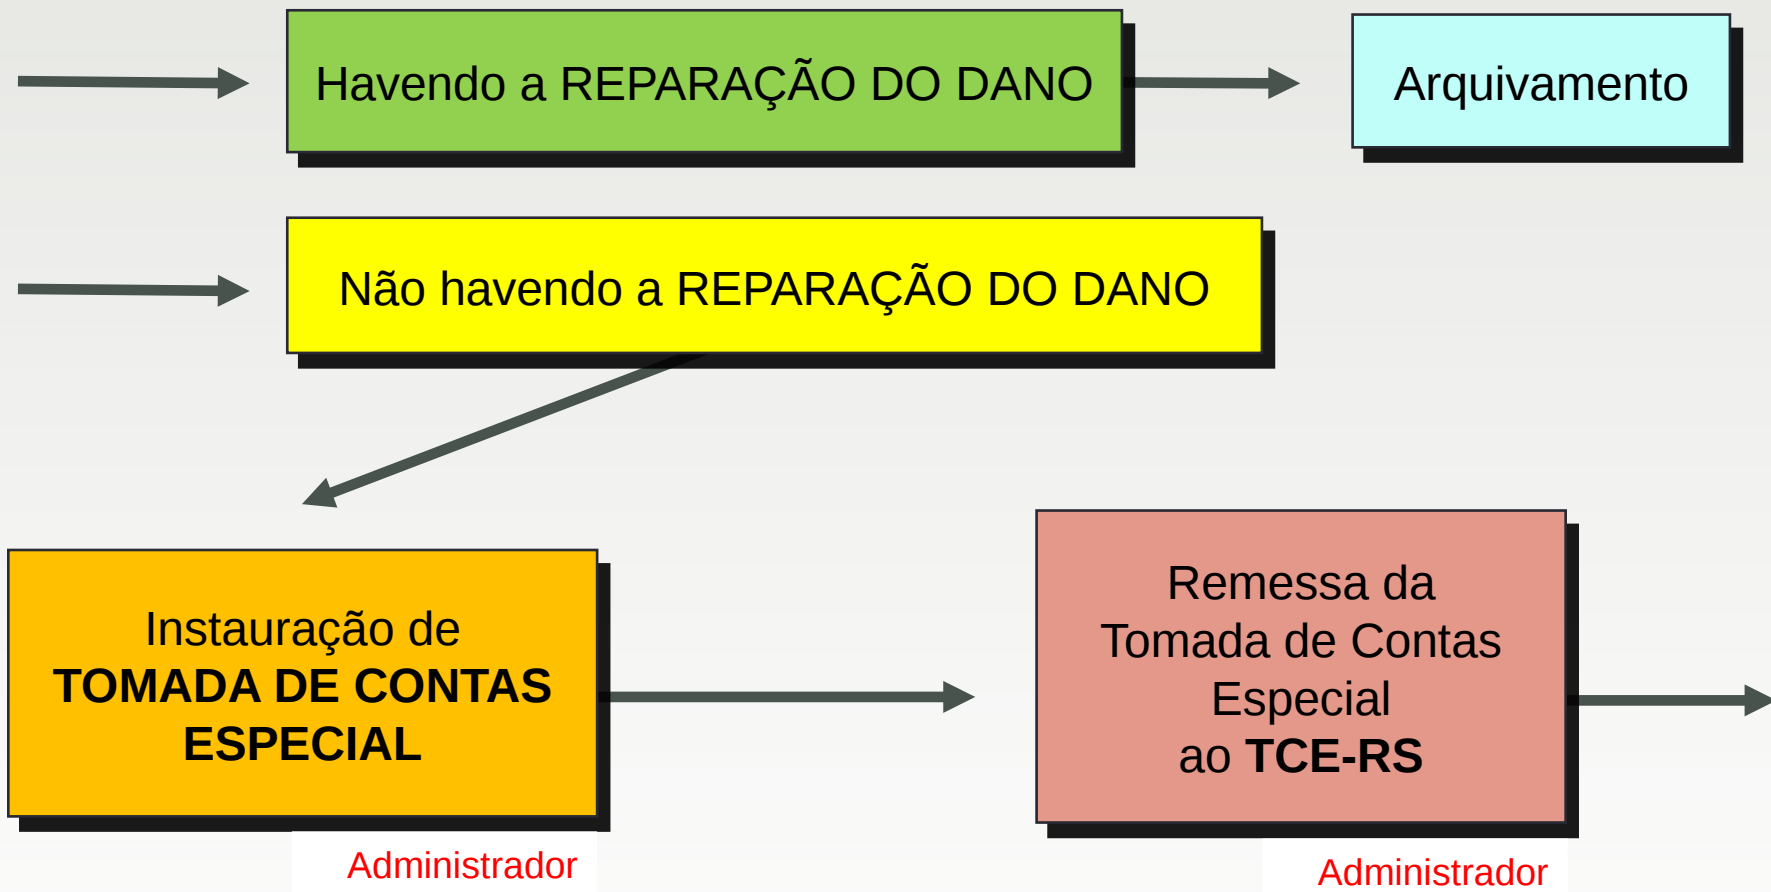 Havendo a REPARAÇÃO DO DANO
Arquivamento
Não havendo a REPARAÇÃO DO DANO
Instauração de
TOMADA DE CONTAS
ESPECIAL
Administrador
Remessa da
Tomada de Contas
Especial
ao TCE-RS
Administrador